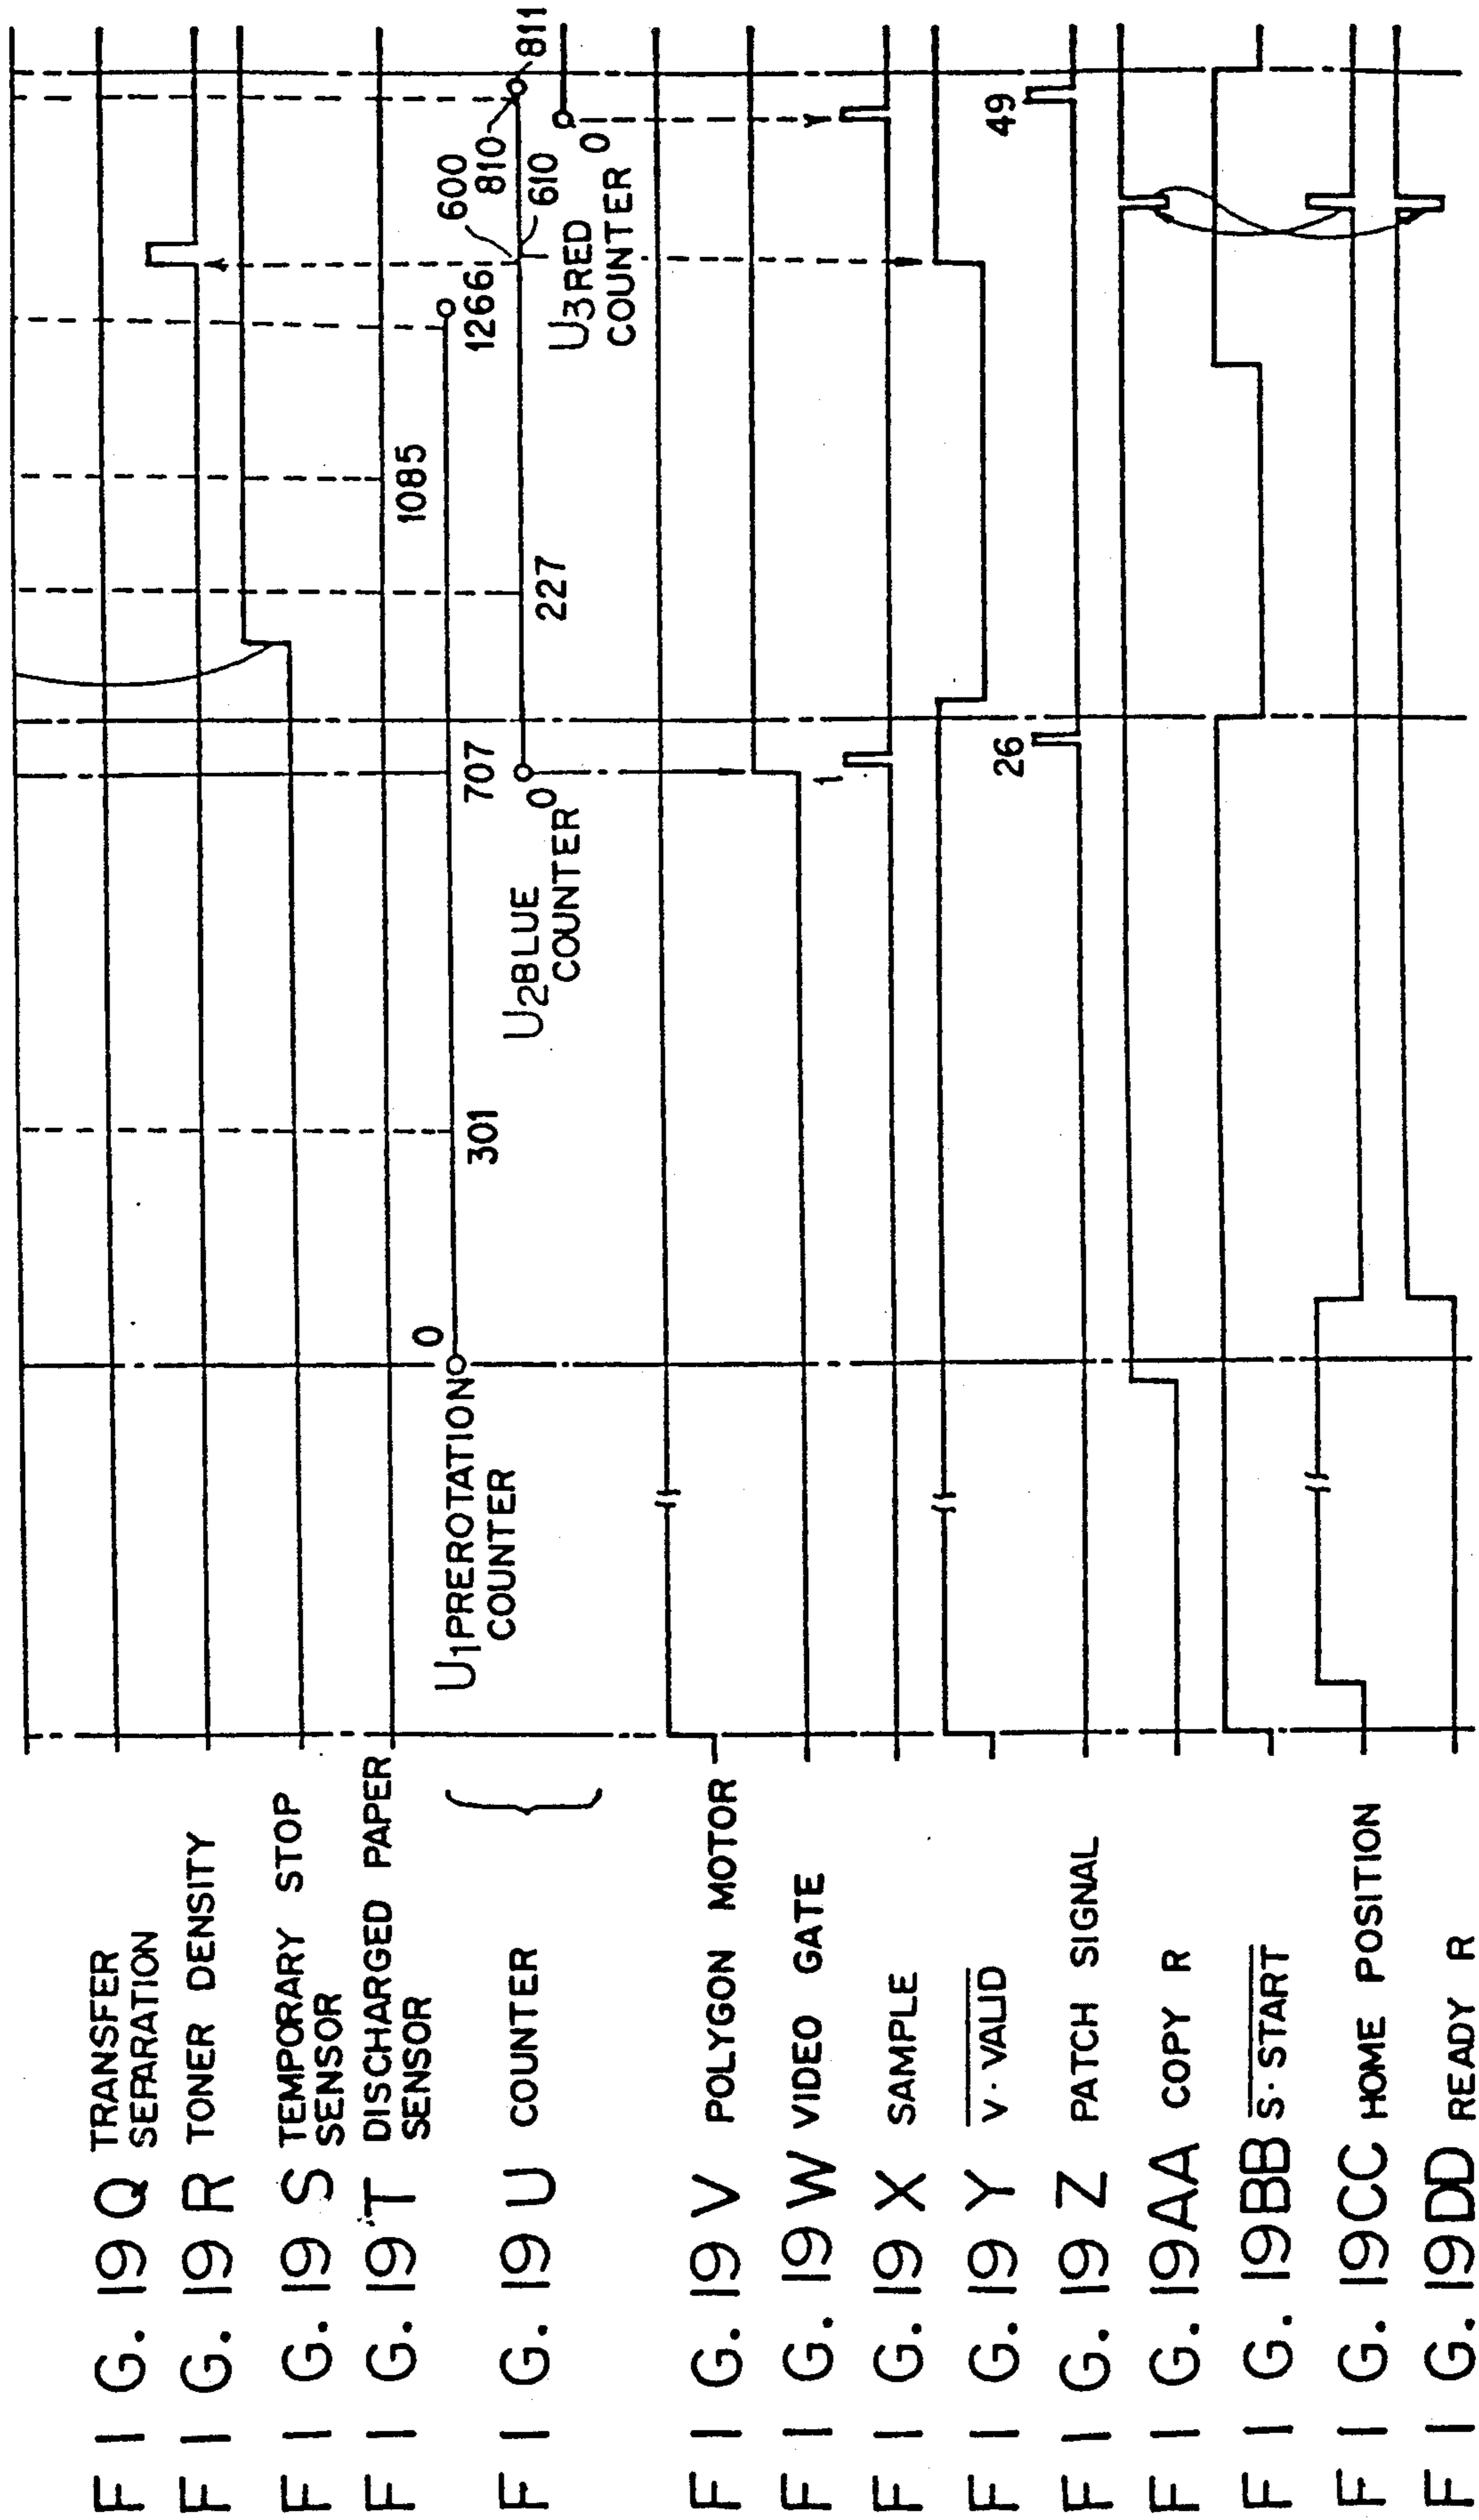 FIG. 19Q TRANSFER
SEPARATION
FIG. 19R TONER DENSITY
FIG. 19S TEMPORARY STOP
SENSOR
FIG. 19T DISCHARGED PAPER
SENSOR
FIG. 19U COUNTER
FIG. 19V POLYGON MOTOR
FIG. 19W VIDEO GATE
FIG. 19X SAMPLE
FIG. 19Y V·VALID
FIG. 19Z PATCH SIGNAL
FIG. 19AA COPY R
FIG. 19BB S·START
FIG. 19CC HOME POSITION
FIG. 19DD READY R
U1 PREROTATION
COUNTER
0
301
707
1085
1266
U2 BLUE
COUNTER
0
227
600
610
810
811
U3 RED
COUNTER
0
1
26
49